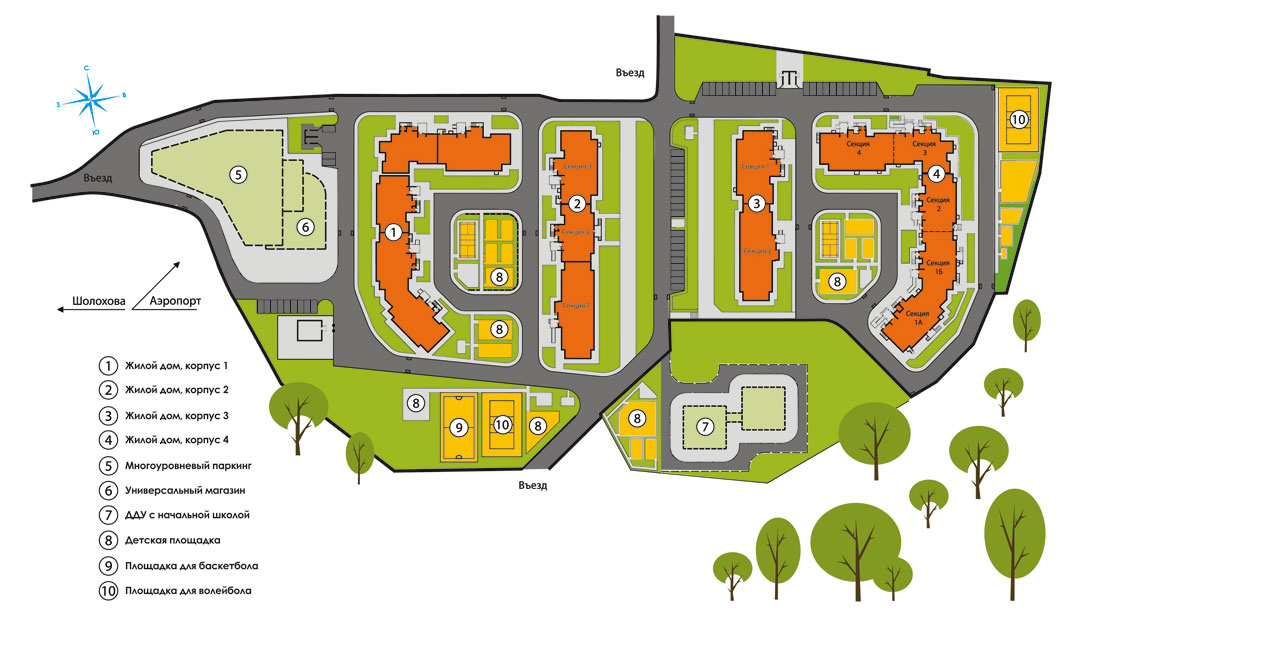 С
В
З
Ю
Въезд
Въезд
Въезд
Шолохова
Аэропорт
5
6
1
8
8
Секция 3
2
Секция 2
Секция 1
Секция 1
3
Секция 2
Секция
4
Секция
3
4
Секция
2
Секция
1Б
Секция
1А
8
10
8
9
10
8
8
7
1 Жилой дом, корпус 1
2 Жилой дом, корпус 2
3 Жилой дом, корпус 3
4 Жилой дом, корпус 4
5 Многоуровневый паркинг
6 Универсальный магазин
7 ДДУ с начальной школой
8 Детская площадка
9 Площадка для баскетбола
10 Площадка для волейбола